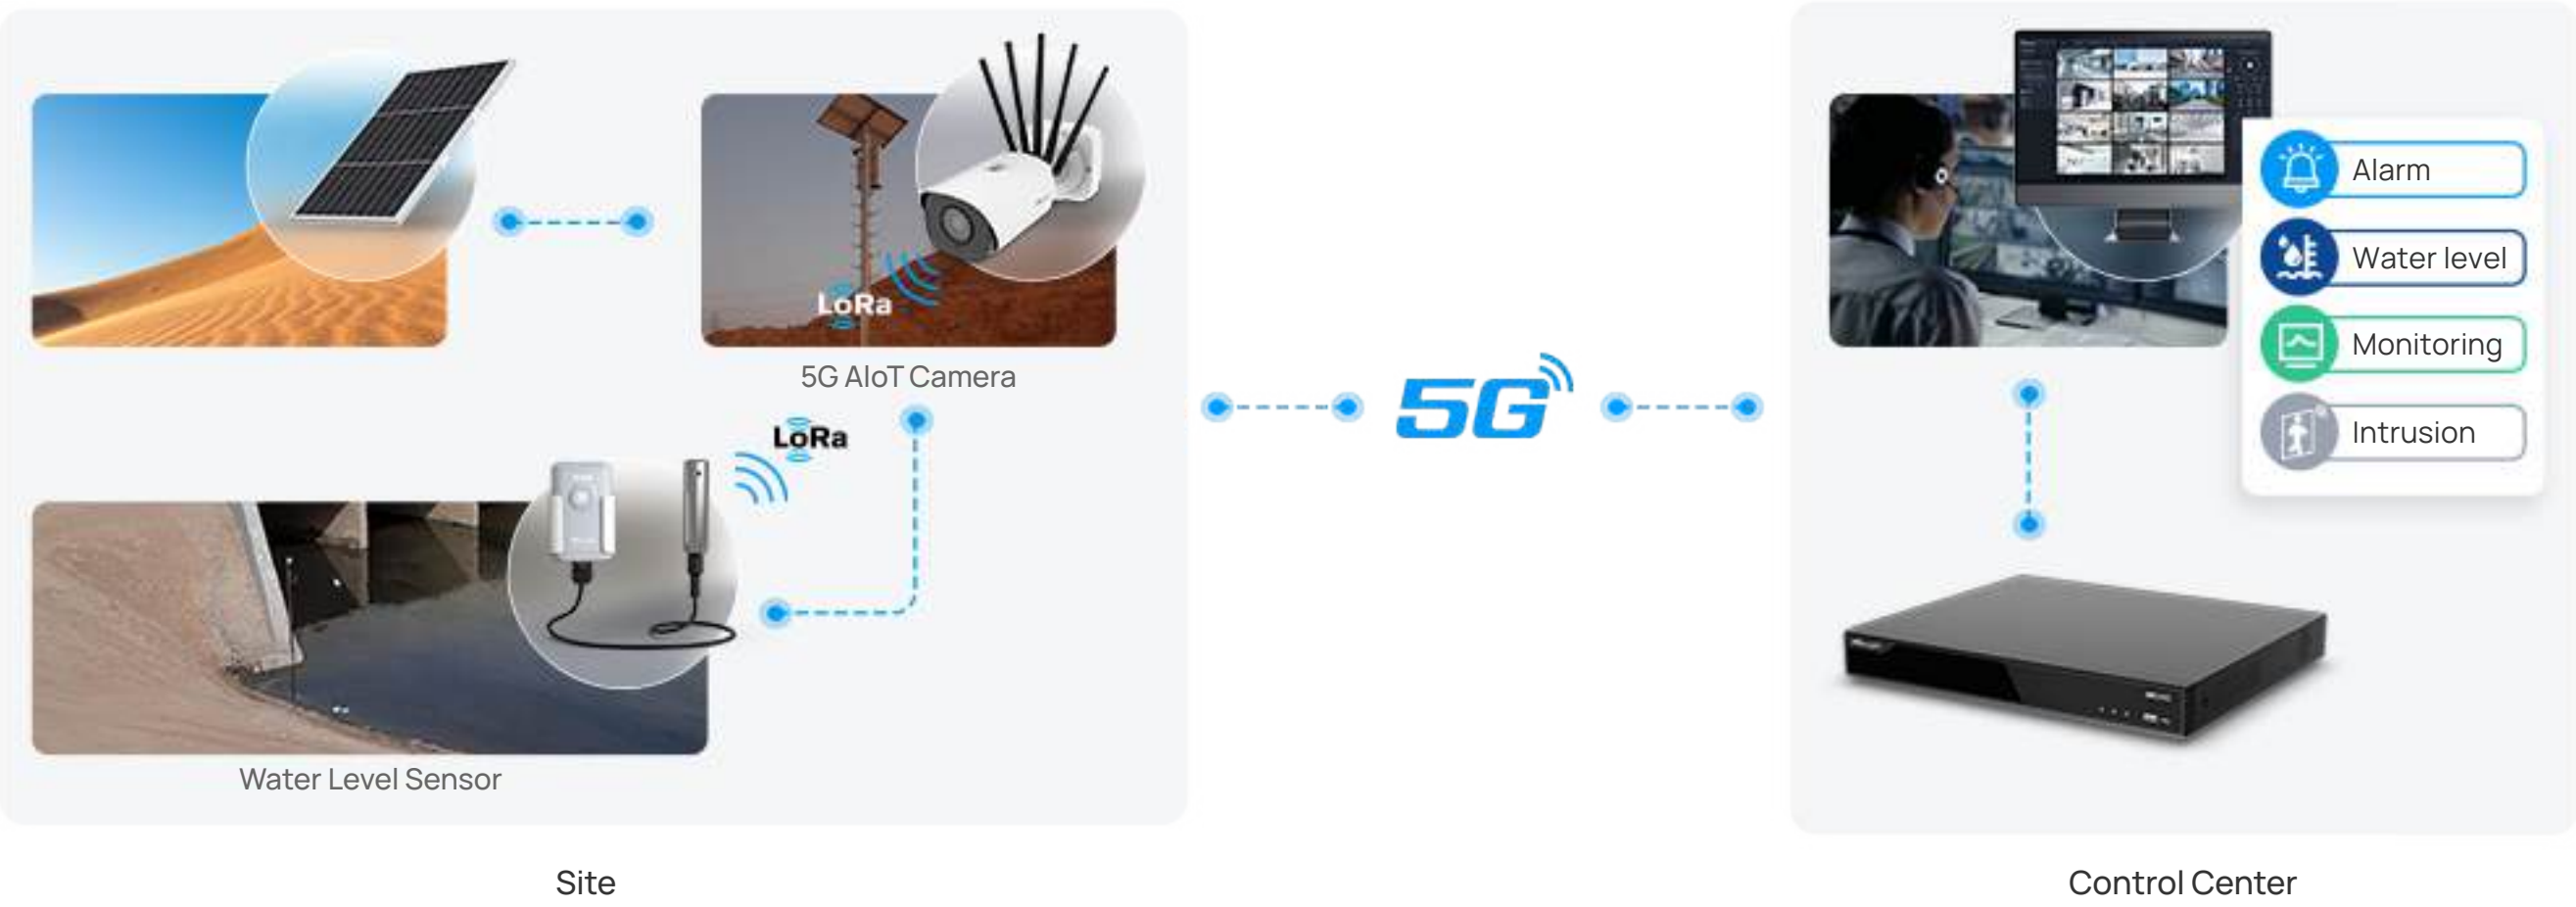 LoRa
5G AIoT Camera
LoRa
Water Level Sensor
Site
5G
Alarm
Water level
Monitoring
Intrusion
Control Center